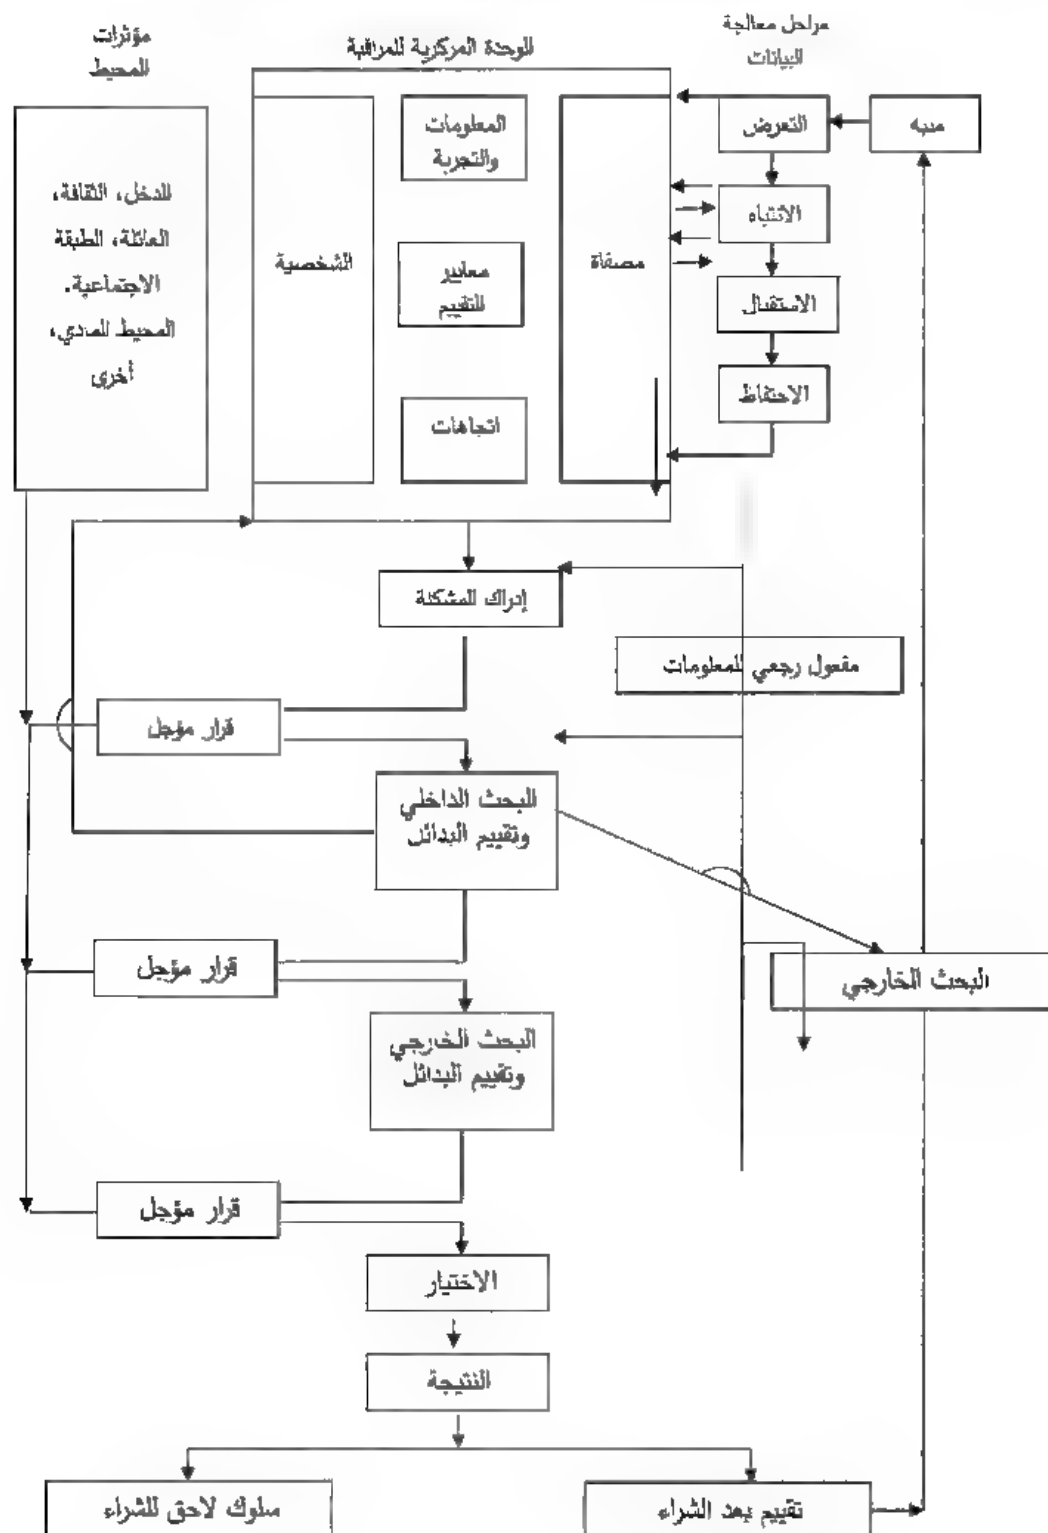 مراحل معالجة
البيانات
الوحدة المركزية للمراقبة
مؤثرات
المحيط
منبه
التعرض
الانتباه
الاستقبال
الاحتفاظ
مصفاة
المعلومات
والتجربة
معايير
التقييم
اتجاهات
الشخصية
الدخل، الثقافة،
العائلة، الطبقة
الاجتماعية.
المحيط المادي،
أخرى
إدراك المشكلة
مفعول رجعي للمعلومات
قرار مؤجل
البحث الداخلي
وتقييم البدائل
قرار مؤجل
البحث الخارجي
البحث الخارجي
وتقييم البدائل
قرار مؤجل
الاختيار
النتيجة
تقييم بعد الشراء
سلوك لاحق للشراء